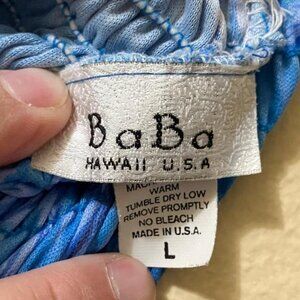 BaBa
HAWAII U.S.A
WARM
TUMBLE DRY LOW
REMOVE PROMPTLY
NO BLEACH
MADE IN U.S.A.
L